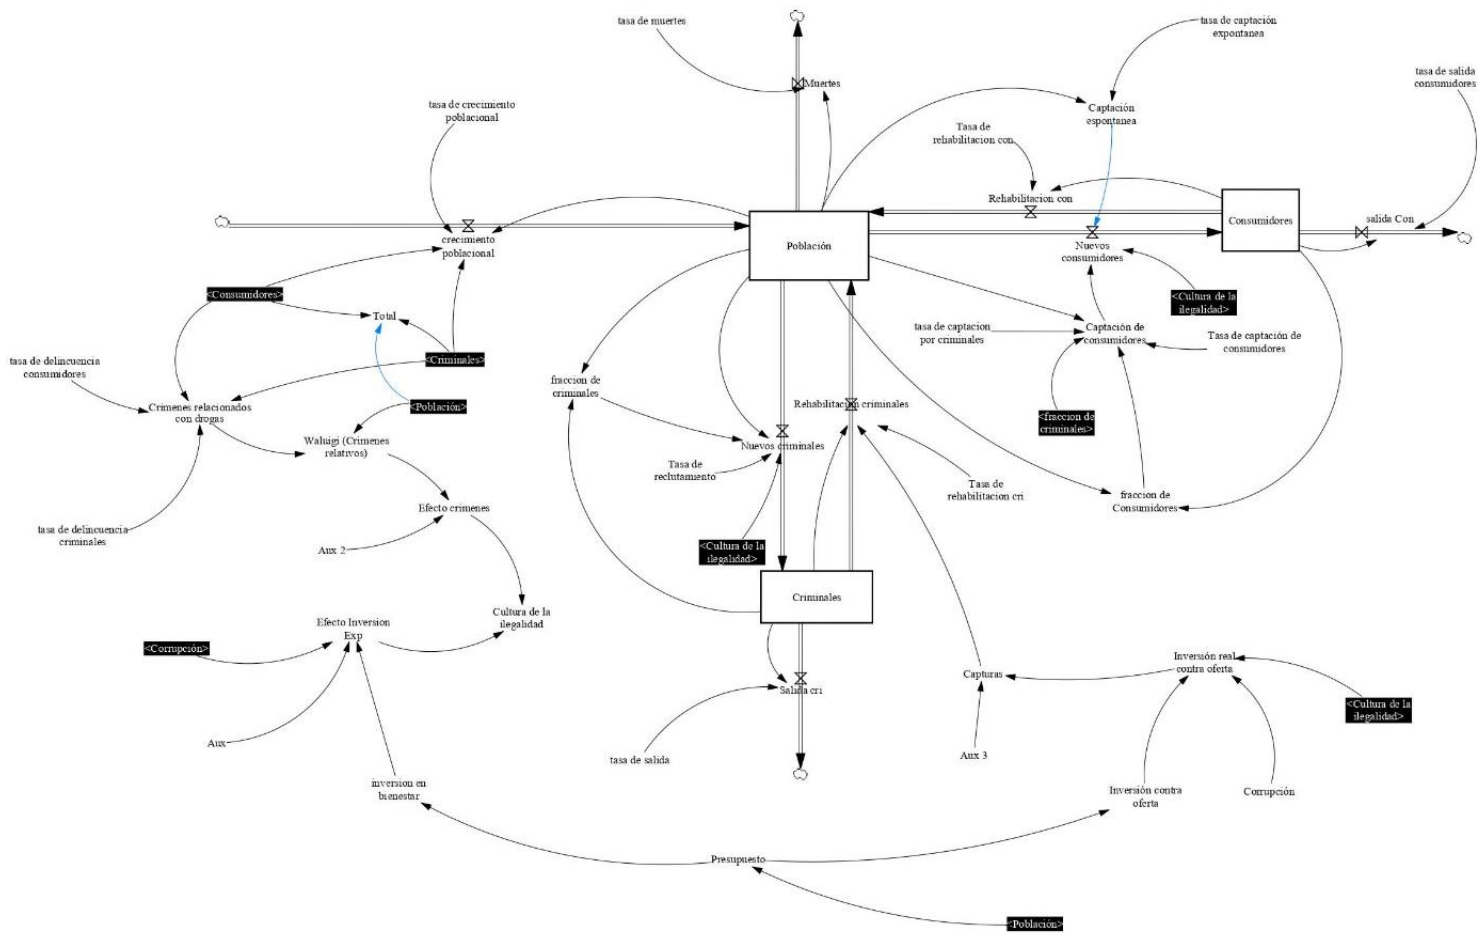 tasa de muertes
tasa de captación
expontanea
Muertes
tasa de salida
consumidores
tasa de crecimiento
poblacional
Captación
espontanea
Tasa de
rehabilitacion con
Rehabilitacion con
Consumidores
salida Con
crecimiento
poblacional
Población
Nuevos
consumidores
<Consumidores>
<Cultura de la
ilegalidad>
Total
tasa de captacion
por criminales
Captación de
consumidores
Tasa de captación de
consumidores
<Criminales>
tasa de delincuencia
consumidores
fraccion de
criminales
Crimenes relacionados
con drogas
<Población>
Rehabilitacion criminales
<fraccion de
criminales>
Waluigi (Crimenes
relativos)
Nuevos criminales
Tasa de
reclutamiento
Tasa de
rehabilitacion cri
fraccion de
Consumidores
Efecto crimenes
tasa de delincuencia
criminales
Aux 2
<Cultura de la
ilegalidad>
Criminales
Cultura de la
ilegalidad
Efecto Inversion
Exp
<Corrupción>
Inversión real
contra oferta
Capturas
Salida cri
<Cultura de la
ilegalidad>
Aux
tasa de salida
Aux 3
inversion en
bienestar
Inversión contra
oferta
Corrupción
Presupuesto
<Población>